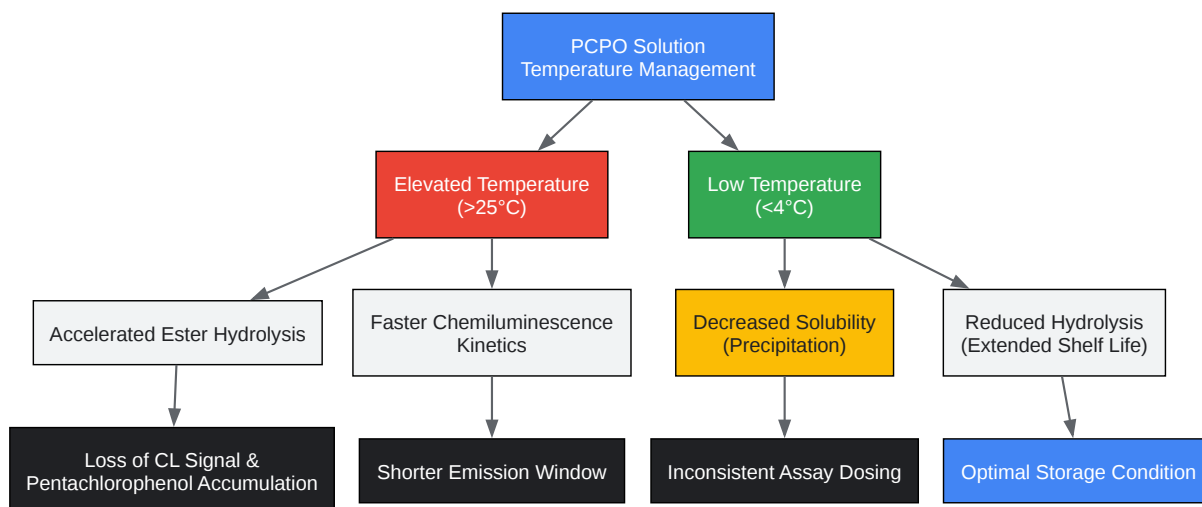 PCPO Solution
Temperature Management
Elevated Temperature
(>25°C)
Low Temperature
(<4°C)
Accelerated Ester Hydrolysis
Faster Chemiluminescence
Kinetics
Decreased Solubility
(Precipitation)
Reduced Hydrolysis
(Extended Shelf Life)
Loss of CL Signal &
Pentachlorophenol Accumulation
Shorter Emission Window
Inconsistent Assay Dosing
Optimal Storage Condition